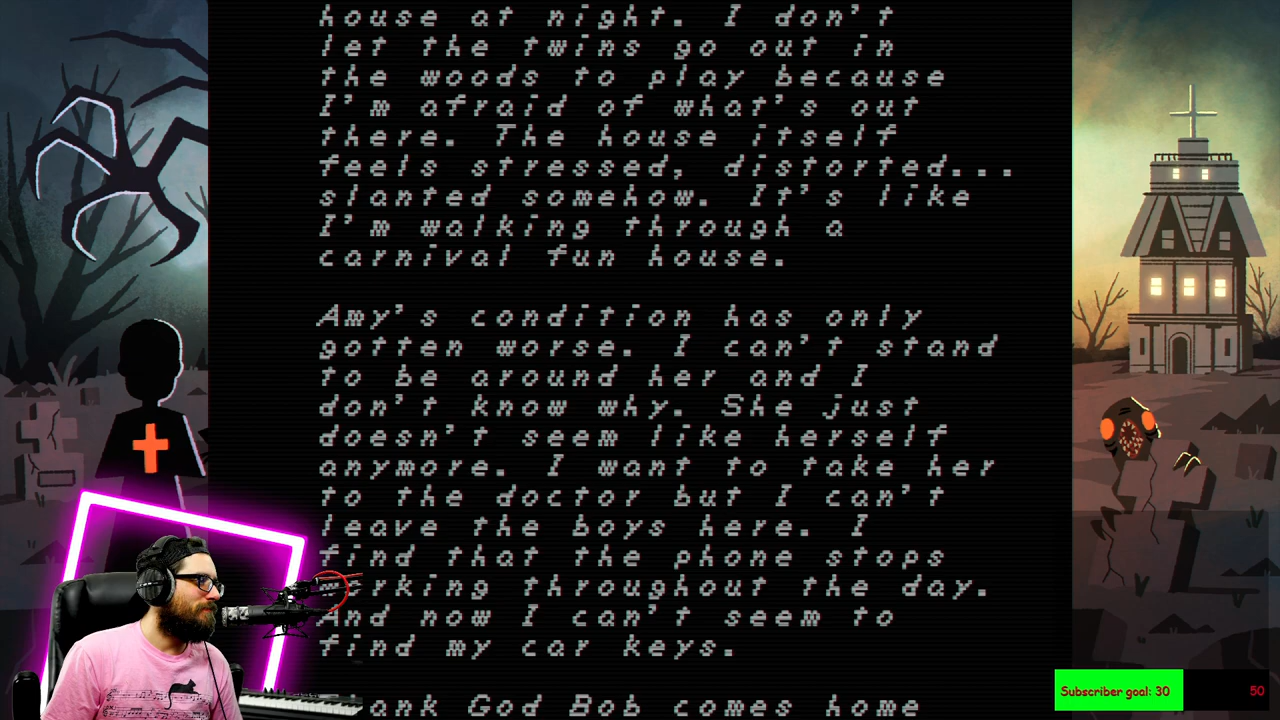 house at night. I don't
let the twins go out in
the woods to play because
I'm afraid of what's out
there. The house itself
feels stressed, distorted...
slanted somehow. It's like
I'm walking through a
carnival fun house.
Amy's condition has only
gotten worse. I can't stand
to be around her and I
don't know why. She just
doesn't seem like herself
anymore. I want to take her
to the doctor but I can't
leave the boys here. I
find that the phone stops
working throughout the day.
And now I can't seem to
find my car keys.
ank God Bob comes home
Subscriber goal: 30
50